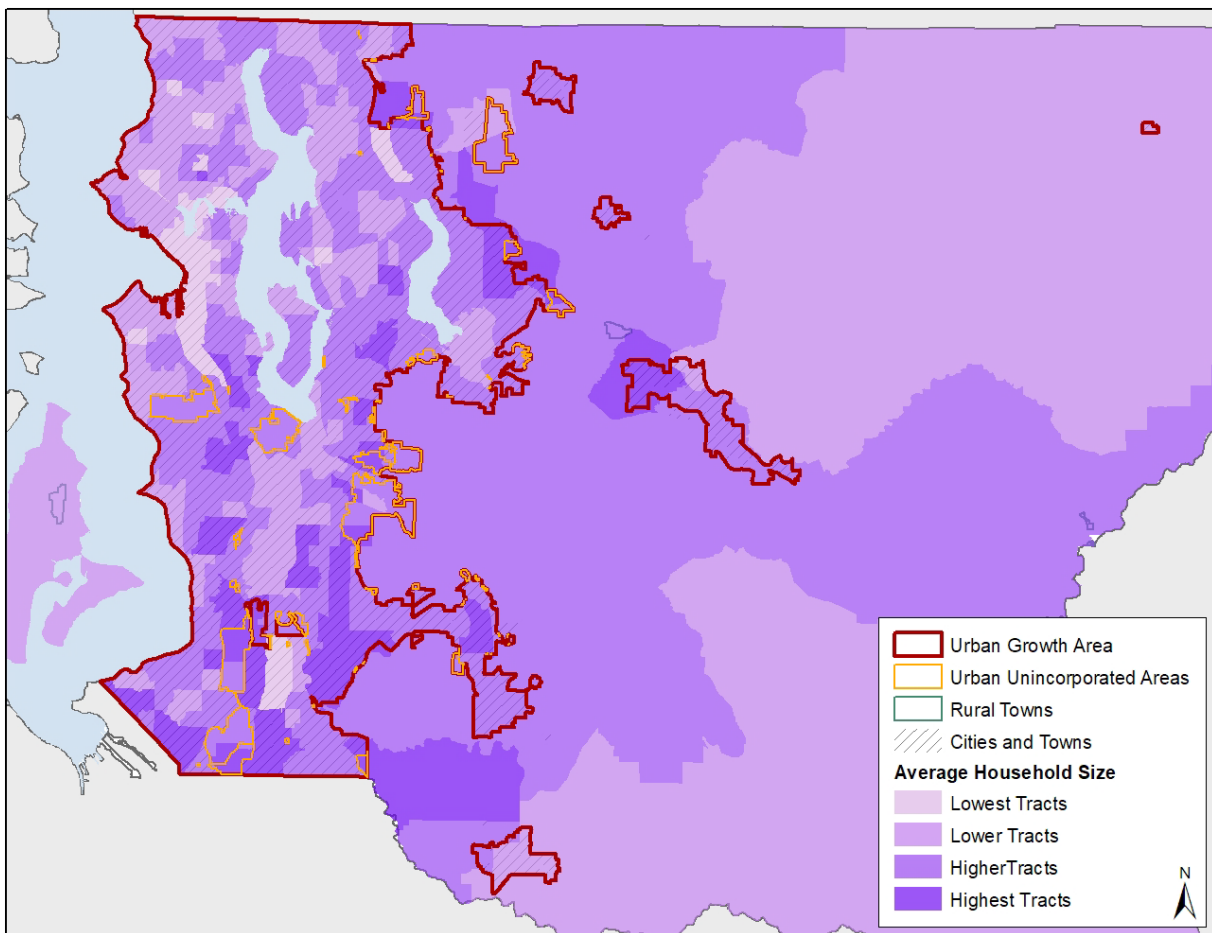 Urban Growth Area
Urban Unincorporated Areas
Rural Towns
Cities and Towns
Average Household Size
Lowest Tracts
Lower Tracts
HigherTracts
Highest Tracts
N